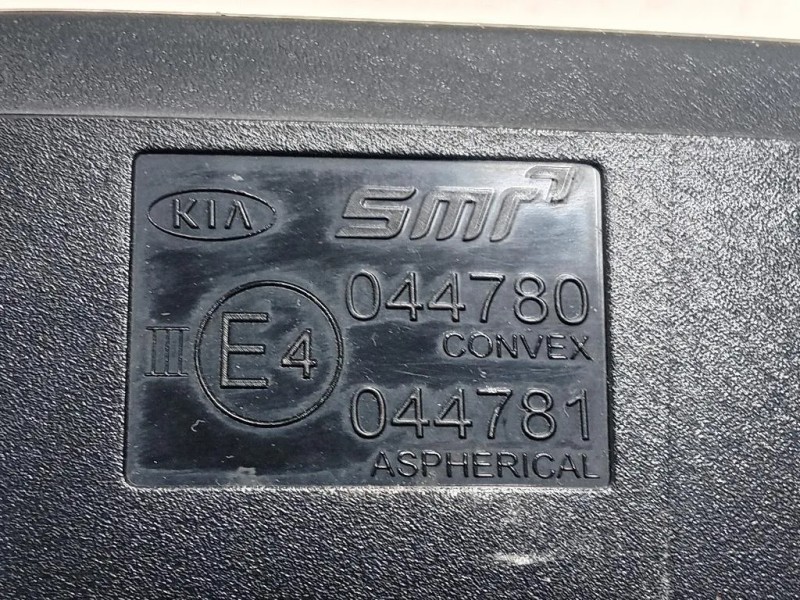 KIA smr
044780
CONVEX
III E4
044781
ASPHERICAL